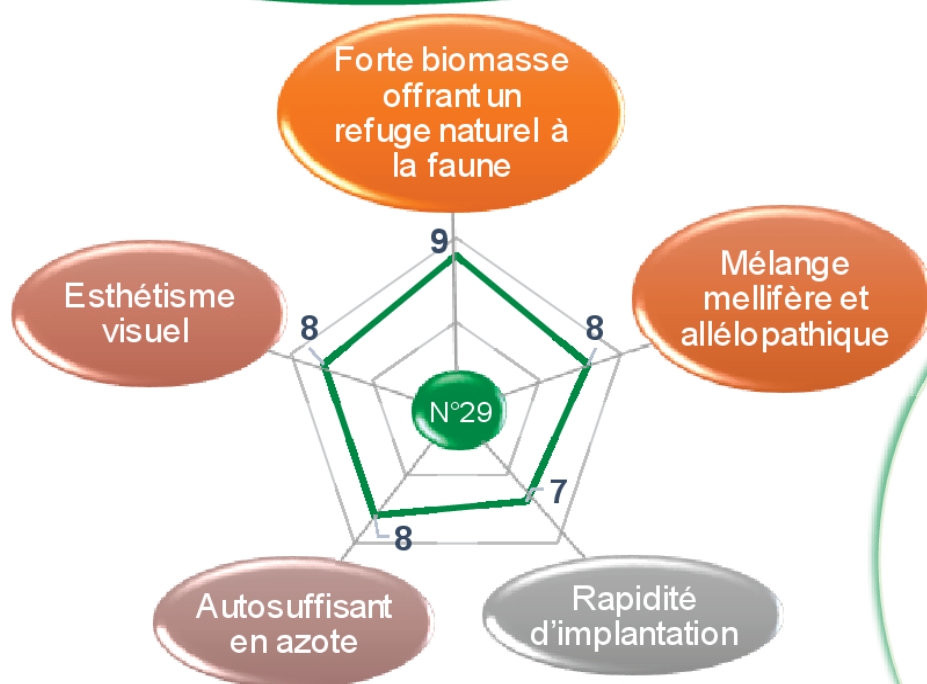 Forte biomasse
offrant un
refuge naturel à
la faune
9
Mélange
mellifère et
allélopathique
8
Esthétisme
visuel
8
N°29
7
8
Autosuffisant
en azote
Rapidité
d'implantation